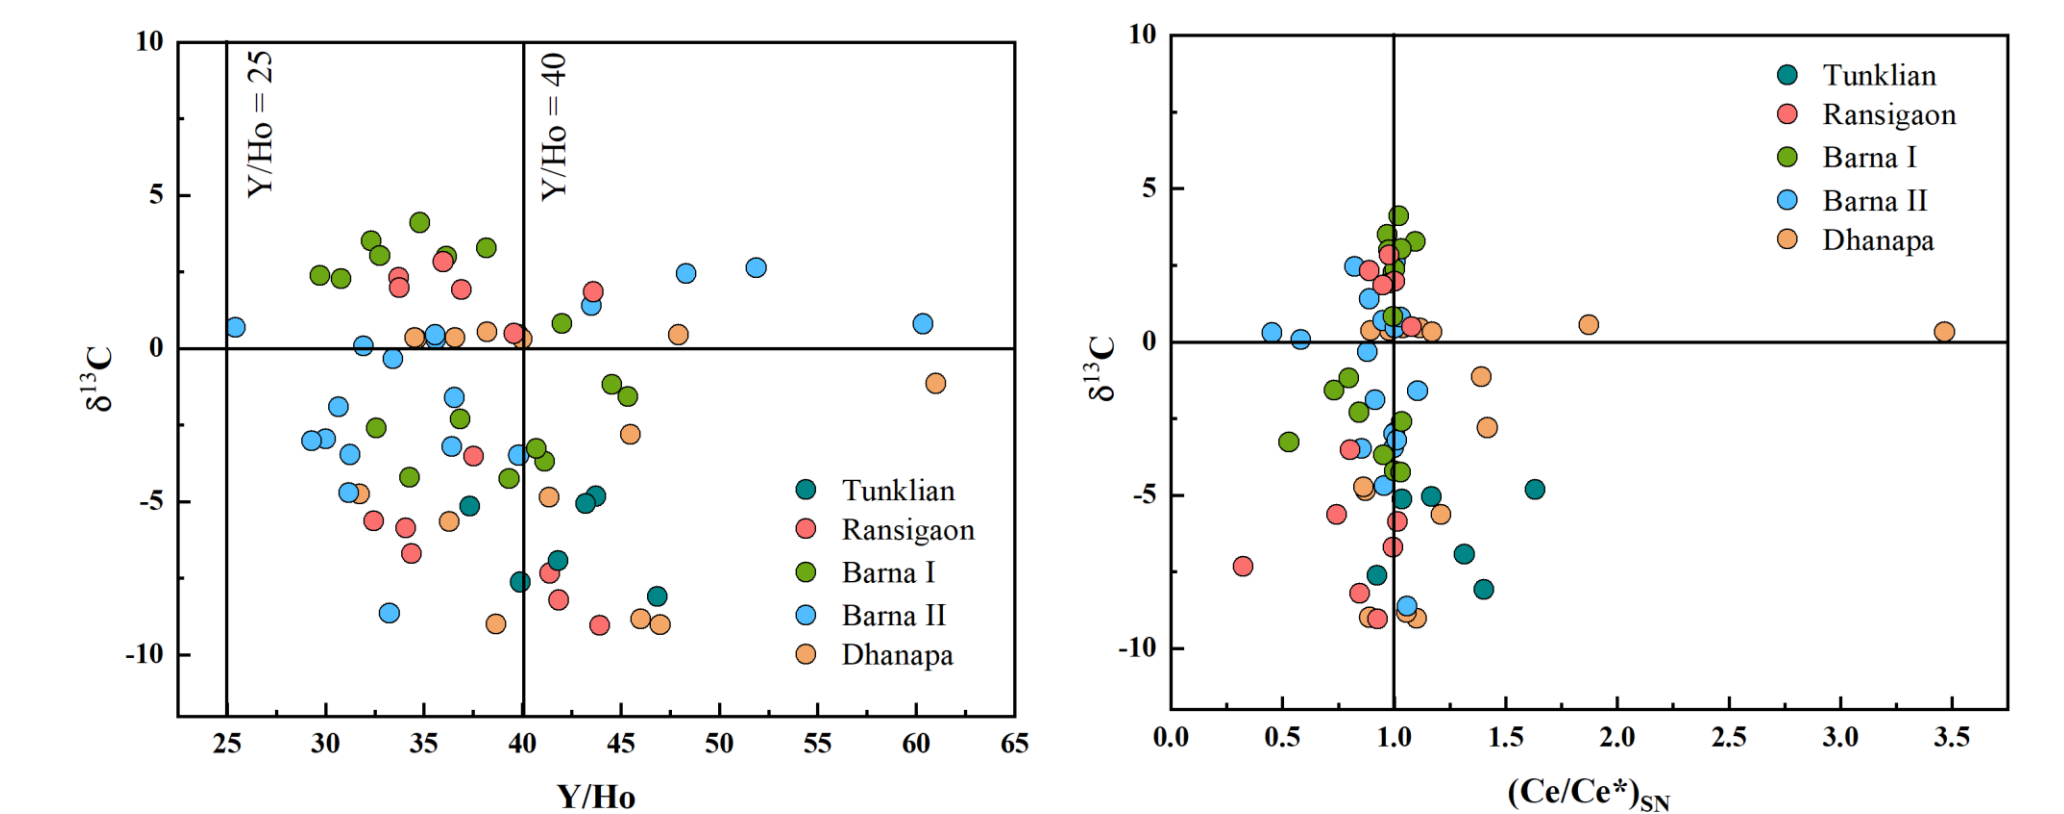 10
5
0
-5
-10
δ¹³C
Y/Ho = 25
Y/Ho = 40
Tunklian
Ransigaon
Barna I
Barna II
Dhanapa
25 30 35 40 45 50 55 60 65
Y/Ho
10
5
0
-5
-10
δ¹³C
Tunklian
Ransigaon
Barna I
Barna II
Dhanapa
0.0 0.5 1.0 1.5 2.0 2.5 3.0 3.5
(Ce/Ce*)SN